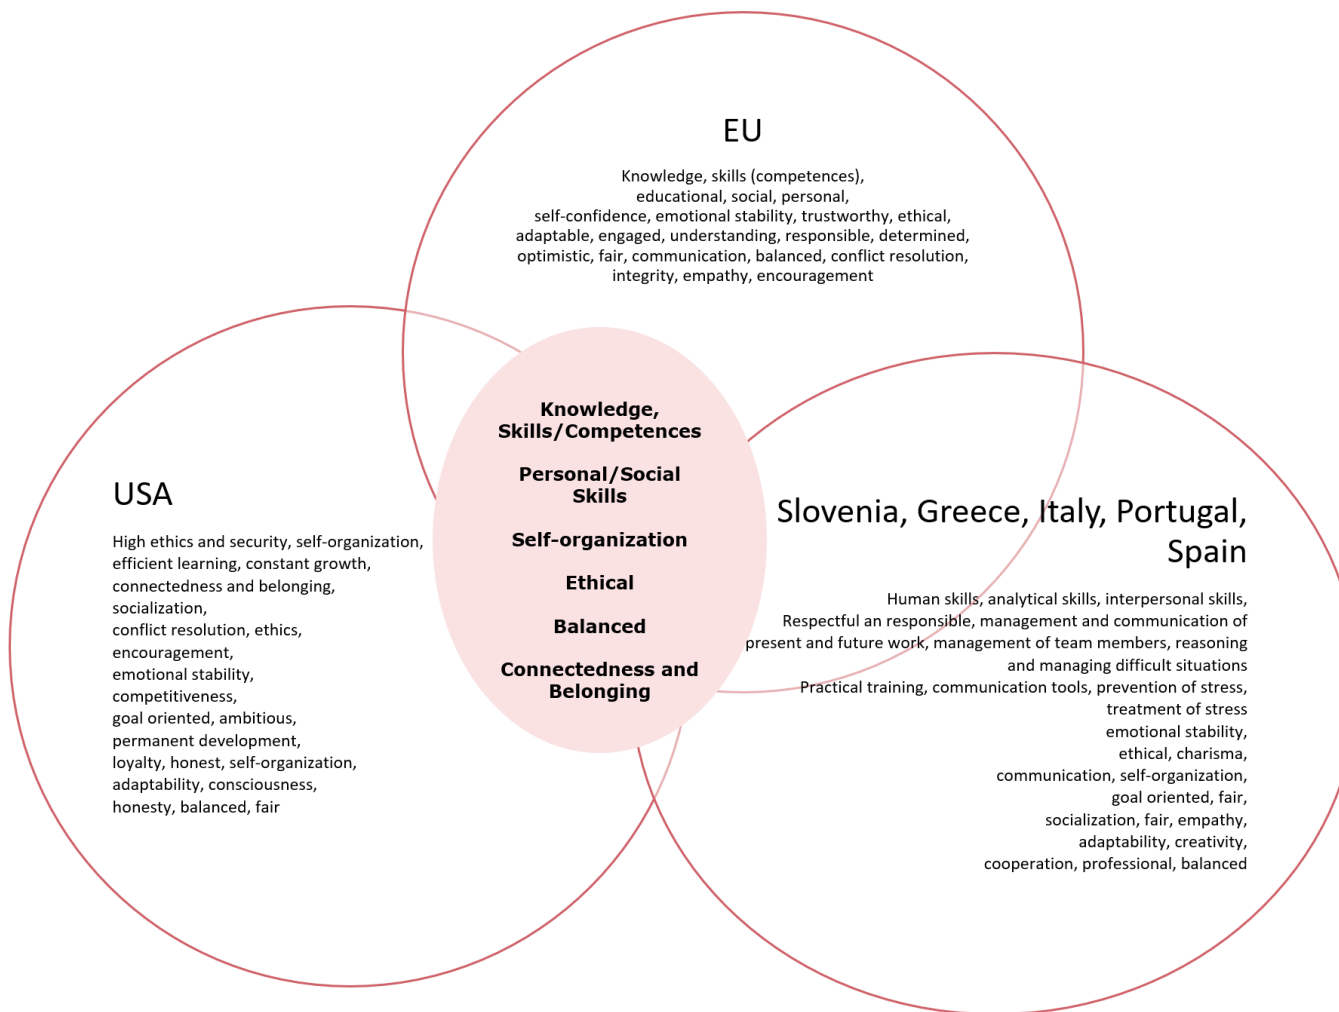 EU
Knowledge, skills (competences),
educational, social, personal,
self-confidence, emotional stability, trustworthy, ethical,
adaptable, engaged, understanding, responsible, determined,
optimistic, fair, communication, balanced, conflict resolution,
integrity, empathy, encouragement
Knowledge,
Skills/Competences
Personal/Social
Skills
Self-organization
Ethical
Balanced
Connectedness and
Belonging
USA
High ethics and security, self-organization,
efficient learning, constant growth,
connectedness and belonging,
socialization,
conflict resolution, ethics,
encouragement,
emotional stability,
competitiveness,
goal oriented, ambitious,
permanent development,
loyalty, honest, self-organization,
adaptability, consciousness,
honesty, balanced, fair
Slovenia, Greece, Italy, Portugal,
Spain
Human skills, analytical skills, interpersonal skills,
Respectful an responsible, management and communication of
present and future work, management of team members, reasoning
and managing difficult situations
Practical training, communication tools, prevention of stress,
treatment of stress
emotional stability,
ethical, charisma,
communication, self-organization,
goal oriented, fair,
socialization, fair, empathy,
adaptability, creativity,
cooperation, professional, balanced